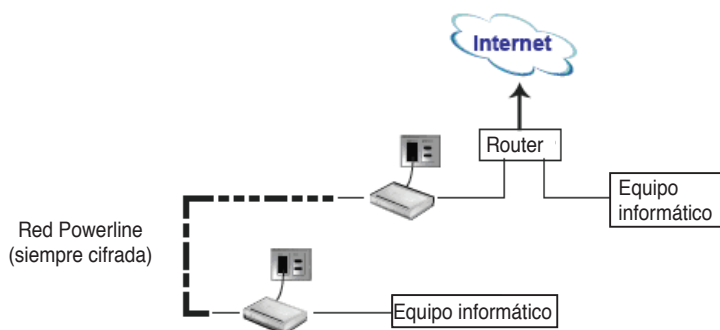 Internet
Router
Equipo
informático
Red Powerline
(siempre cifrada)
Equipo informático